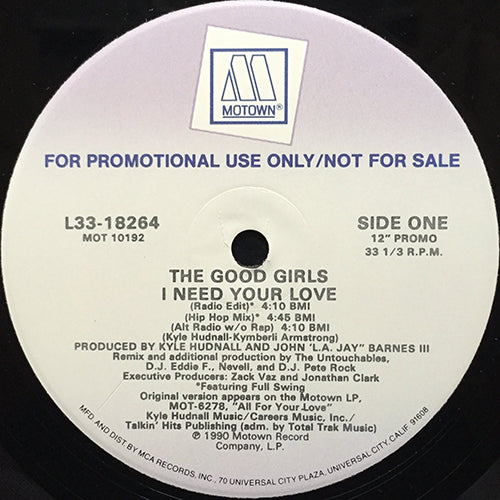 MOTOWN®
FOR PROMOTIONAL USE ONLY/NOT FOR SALE
L33-18264
MOT 10192
SIDE ONE
12" PROMO
33 1/3 R.P.M.
THE GOOD GIRLS
I NEED YOUR LOVE
(Radio Edit)* 4:10 BMI
(Hip Hop Mix)* 4:45 BMI
(Alt Radio w/o Rap) 4:10 BMI
(Kyle Hudnall-Kymberli Armstrong)
PRODUCED BY KYLE HUDNALL AND JOHN 'L.A. JAY" BARNES III
Remix and additional production by The Untouchables,
D.J. Eddie F., Nevell, and D.J. Pete Rock
Executive Producers: Zack Vaz and Jonathan Clark
*Featuring Full Swing
Original version appears on the Motown LP,
MOT-6278, "All For Your Love"
Kyle Hudnall Music/Careers Music, Inc./
Talkin' Hits Publishing (adm. by Total Trak Music)
℗ 1990 Motown Record
Company, L.P.
MFD. AND DIST. BY MCA RECORDS, INC., 70 UNIVERSAL CITY PLAZA, UNIVERSAL CITY, CALIF. 91608